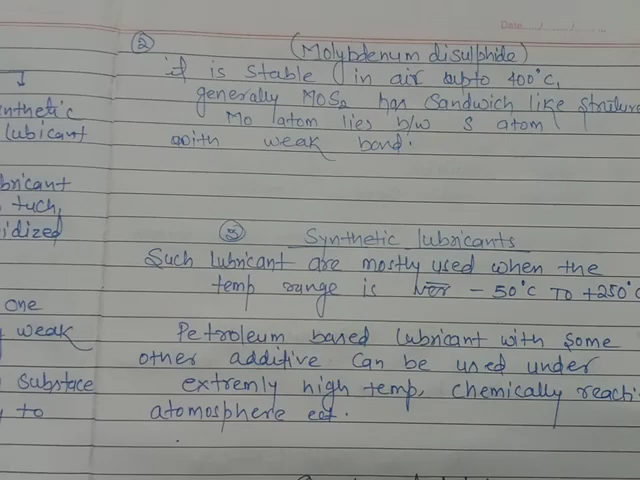 Date
②
(Molybdenum disulphide)
it is stable in air upto 400°C,
generally MoS2 has sandwich like
Mo atom lies b/w S atom
with weak bond.
③ Synthetic lubricants
Such lubricant are mostly used when the
temp range is -50°C TO +250°C
Petroleum based lubricant with some
other additive can be used under
extremly high temp, chemically reacti
atomosphere ect.
nthetic
lubicant
bricant
tuch,
idized
one
weak
Substace
to